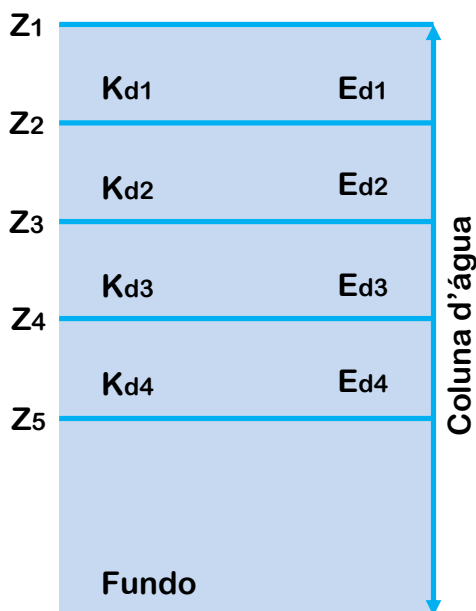 Z1
Kd1 Ed1
Z2
Kd2 Ed2
Z3
Kd3 Ed3
Z4
Kd4 Ed4
Z5
Fundo
Coluna d’água